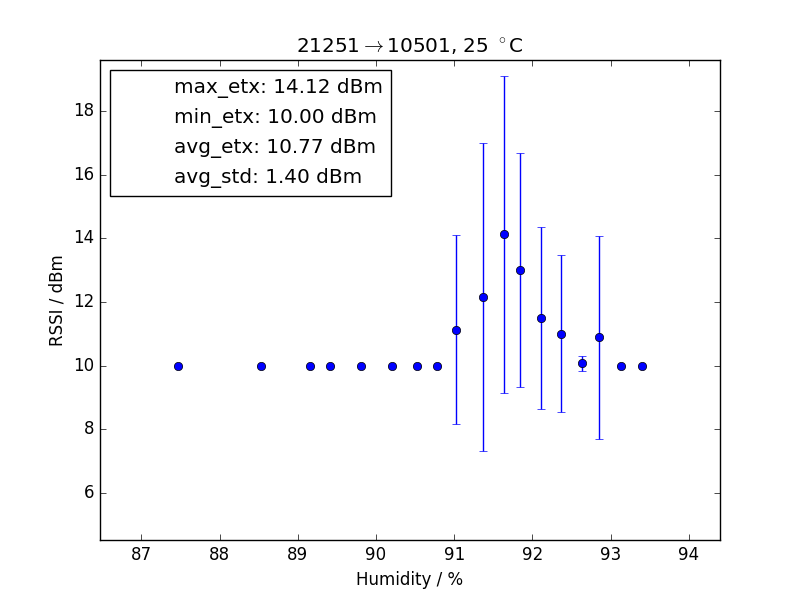 21251→10501, 25 °C
max_etx: 14.12 dBm
min_etx: 10.00 dBm
avg_etx: 10.77 dBm
avg_std: 1.40 dBm
RSSI / dBm
18
16
14
12
10
8
6
87 88 89 90 91 92 93 94
Humidity / %